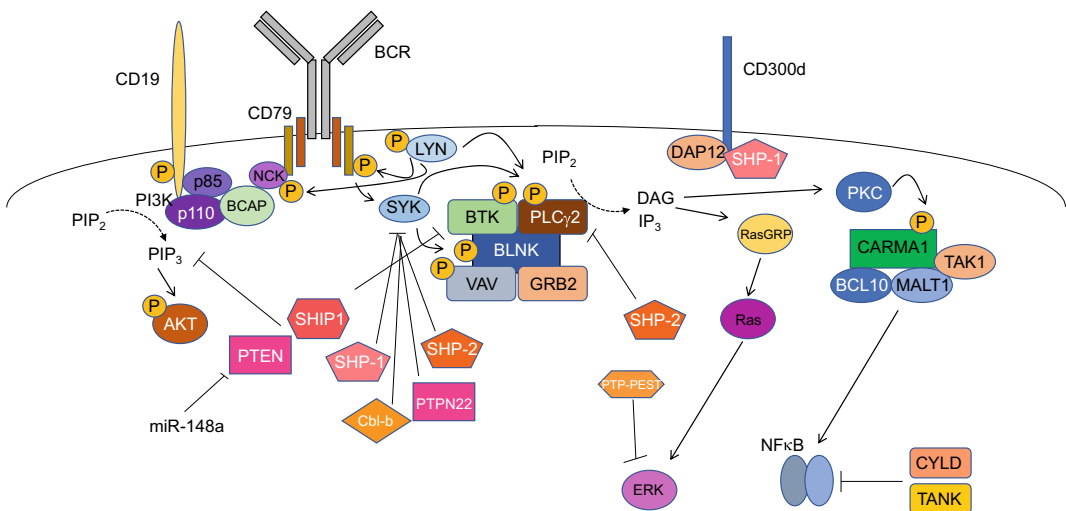 BCR
CD19
CD300d
CD79
P
LYN
DAP12
SHP-1
P
P
p85
NCK
P
PIP2
PI3K
p110
BCAP
SYK
P
P
DAG
IP3
PKC
PIP2
BTK
PLCγ2
P
RasGRP
CARMA1
PIP3
P
BLNK
TAK1
P
VAV
GRB2
BCL10
MALT1
P
AKT
SHIP1
SHP-2
Ras
PTEN
SHP-1
SHP-2
PTP-PEST
PTPN22
miR-148a
Cbl-b
NFκB
CYLD
ERK
TANK